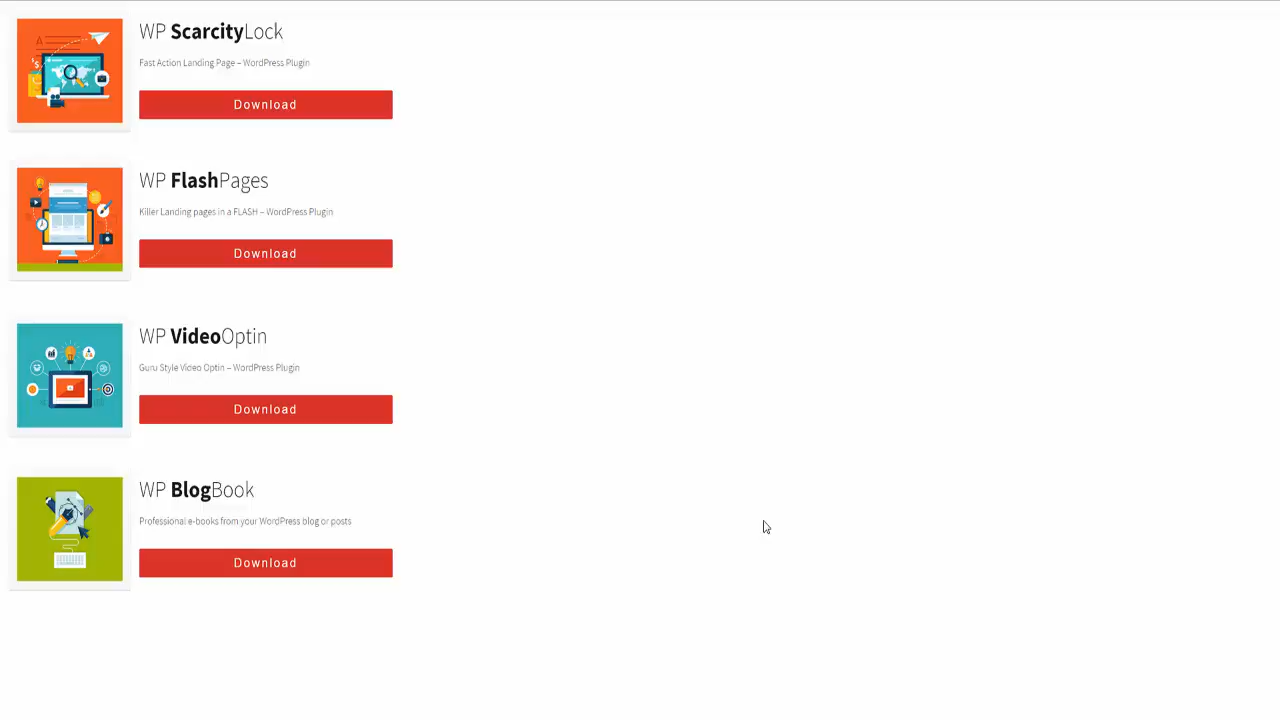 WP ScarcityLock
Fast Action Landing Page – WordPress Plugin
Download
WP FlashPages
Killer Landing pages in a FLASH – WordPress Plugin
Download
WP VideoOptin
Guru Style Video Optin – WordPress Plugin
Download
WP BlogBook
Professional e-books from your WordPress blog or posts
Download